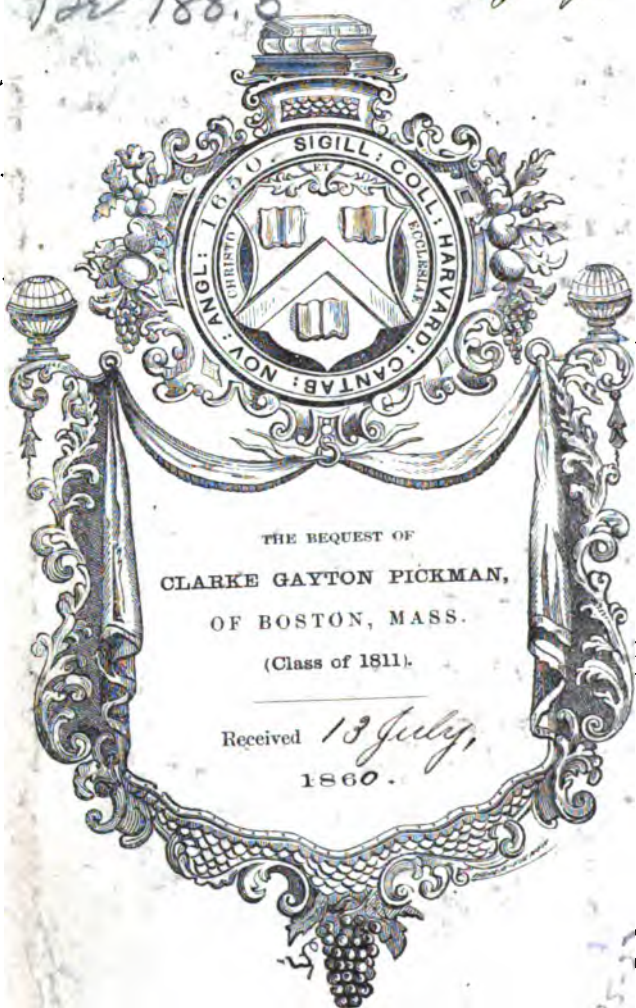 188.
SIGILL: COLL: HARVARD: CANTAB: NOV: ANGL: 1650
ET
CHRISTO
ECCLESIAE
THE BEQUEST OF
CLARKE GAYTON PICKMAN,
OF BOSTON, MASS.
(Class of 1811).
Received 13 July,
1860.